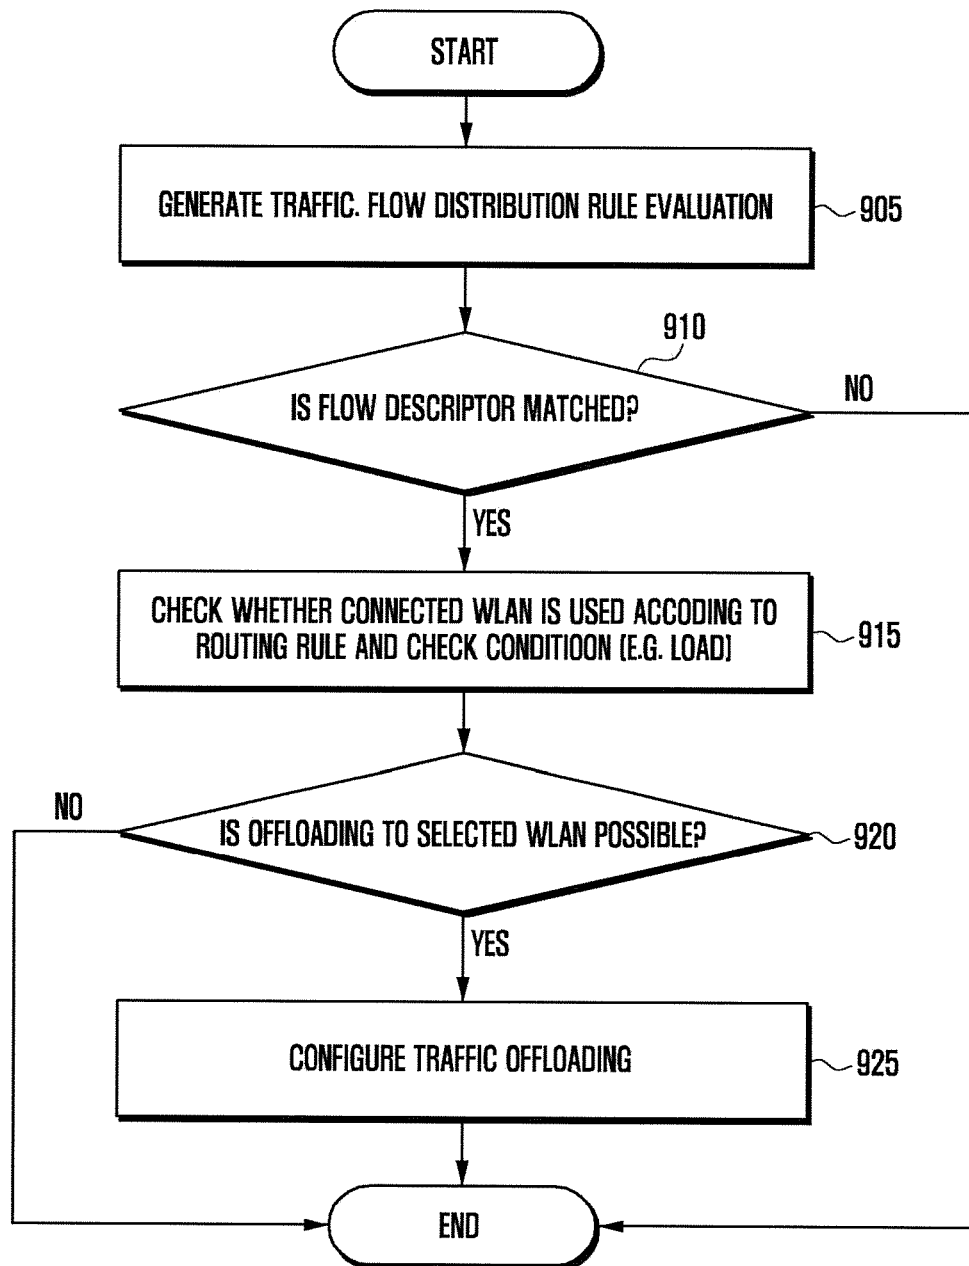 START
GENERATE TRAFFIC. FLOW DISTRIBUTION RULE EVALUATION
905
910
IS FLOW DESCRIPTOR MATCHED?
NO
YES
CHECK WHETHER CONNECTED WLAN IS USED ACCODING TO
ROUTING RULE AND CHECK CONDITIOON (E.G. LOAD)
915
NO
IS OFFLOADING TO SELECTED WLAN POSSIBLE?
920
YES
CONFIGURE TRAFFIC OFFLOADING
925
END